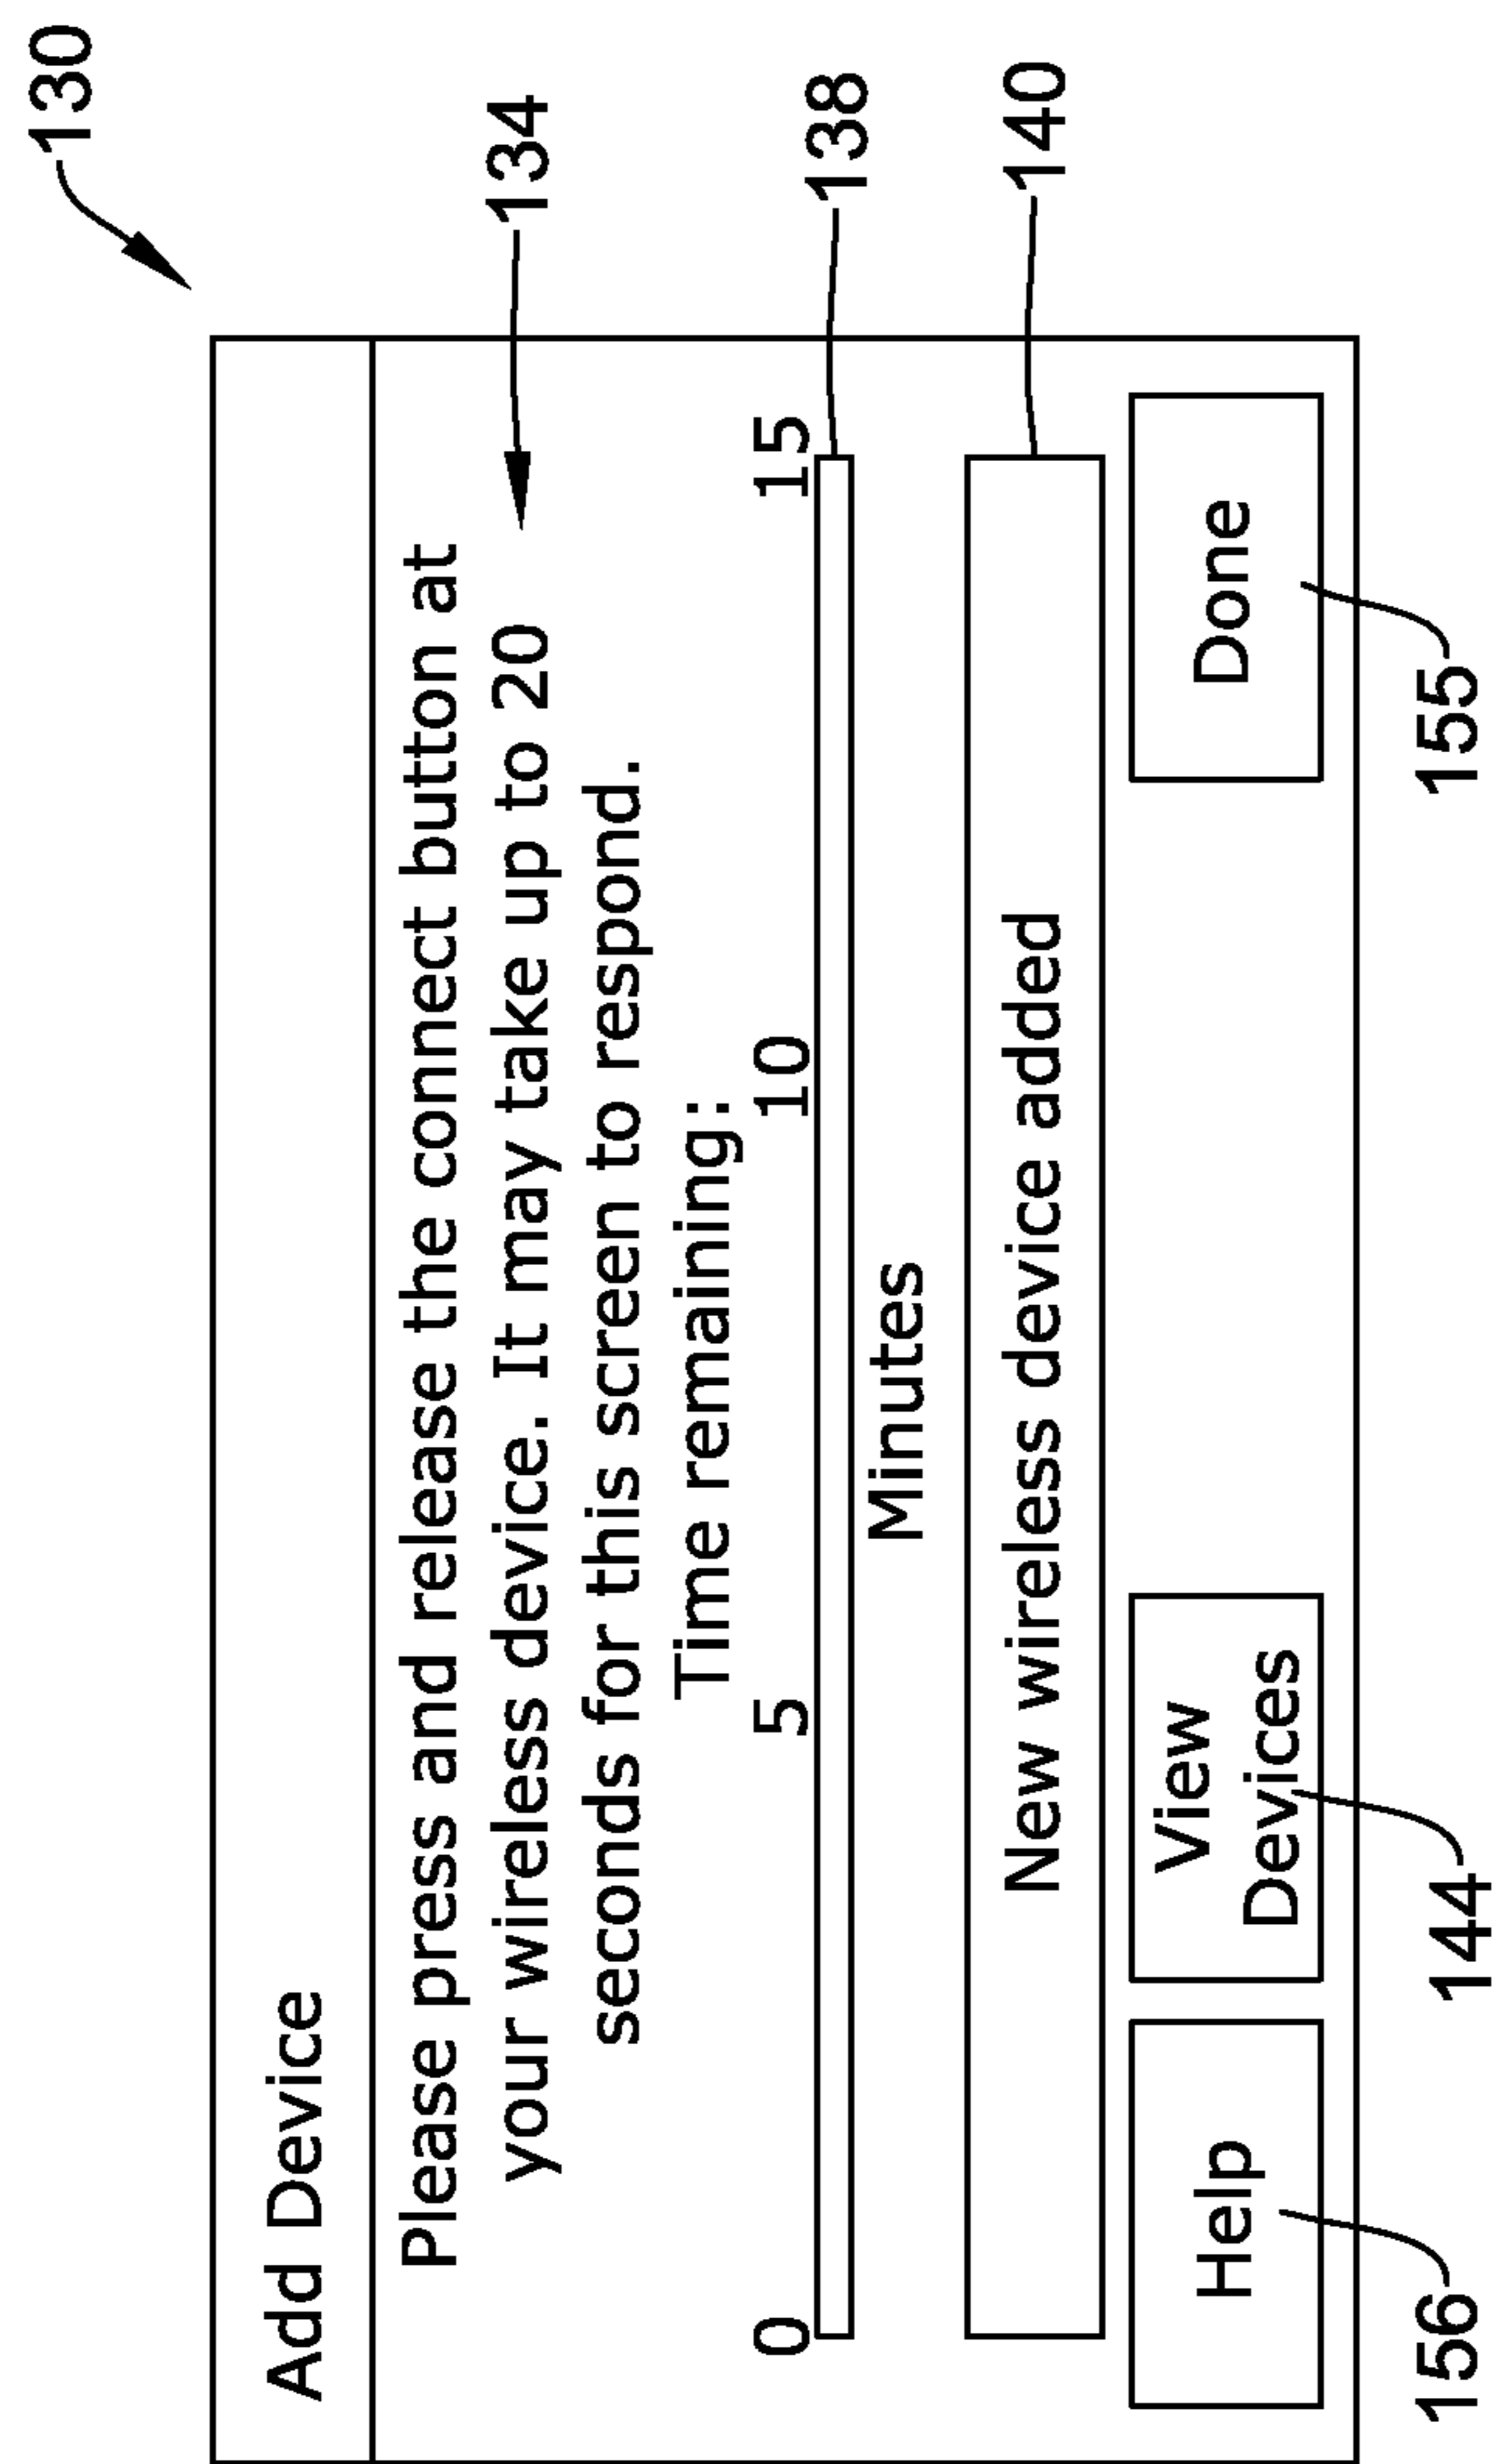 130
Add Device
Please press and release the connect button at
your wireless device. It may take up to 20
seconds for this screen to respond.
134
Time remaining:
0 5 10 15
138
Minutes
New wireless device added
140
Help
View
Devices
Done
156
144
155